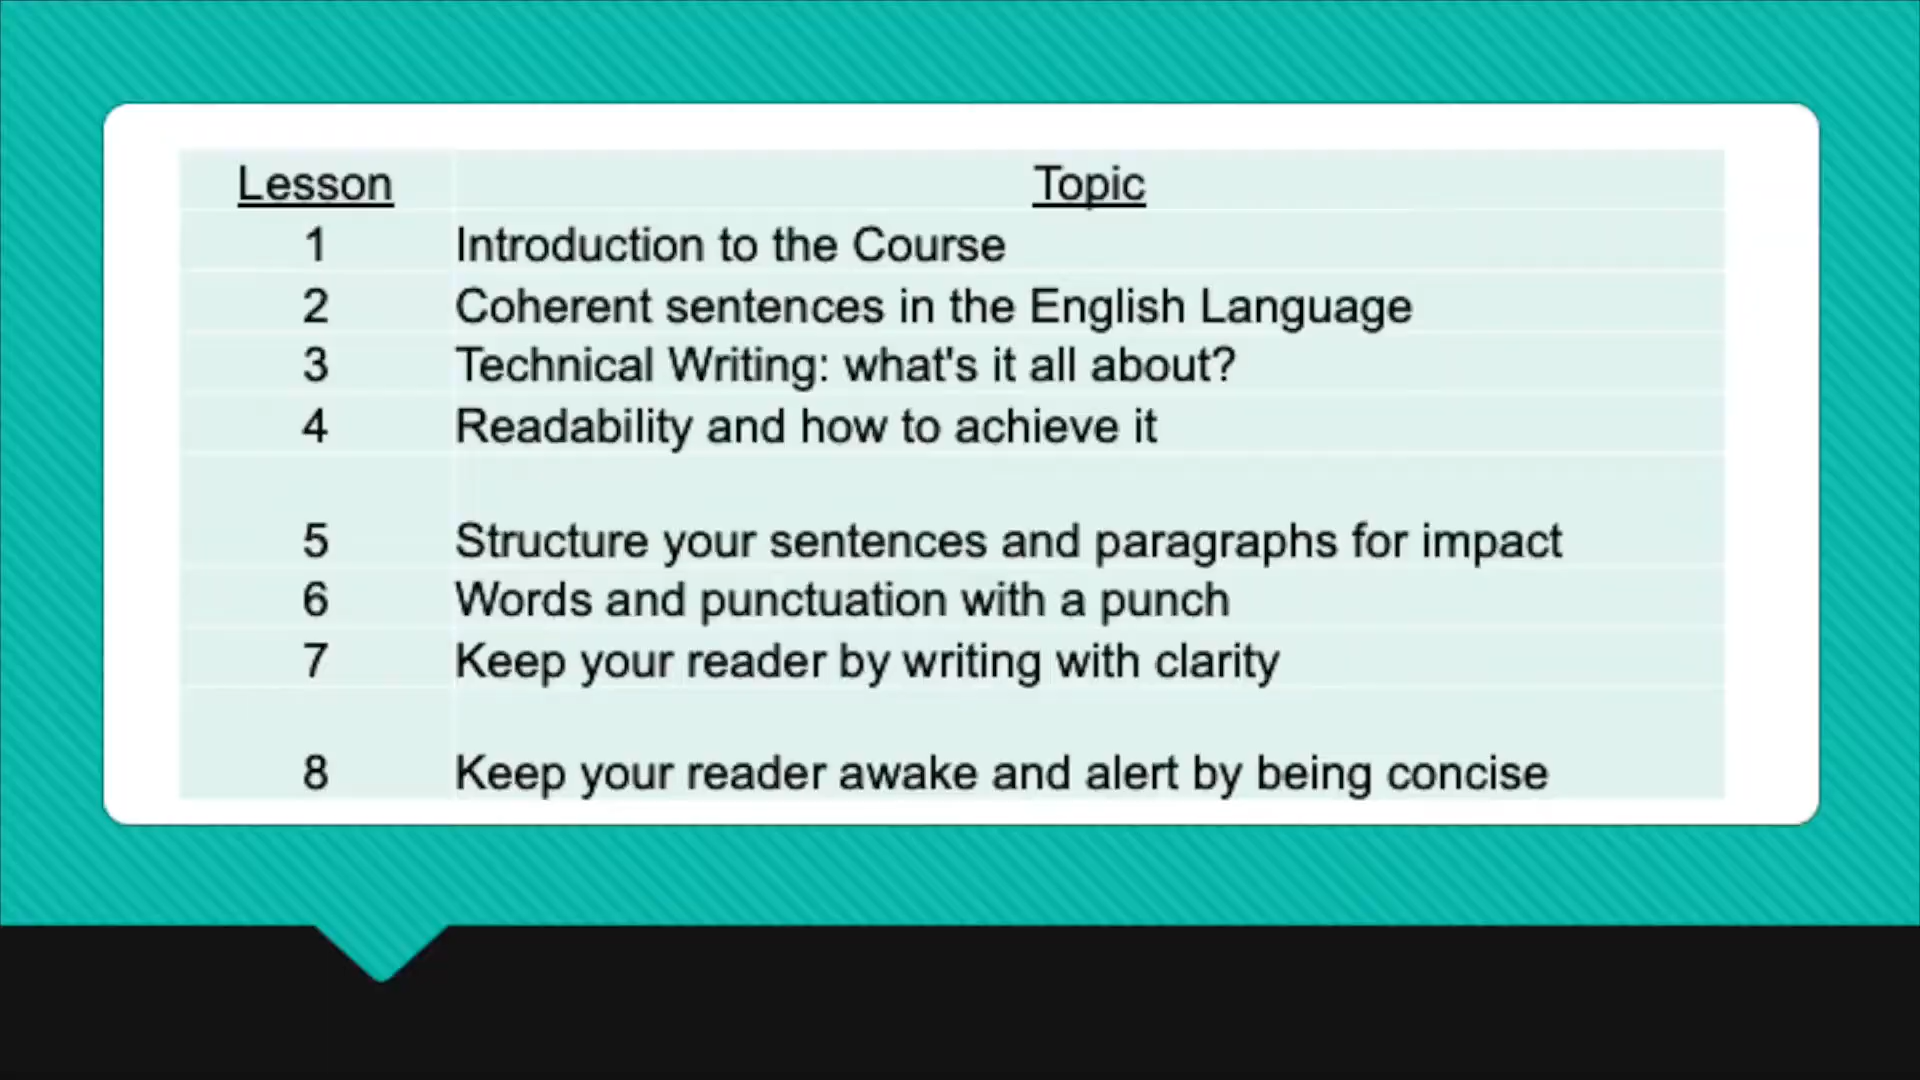 Lesson Topic
1 Introduction to the Course
2 Coherent sentences in the English Language
3 Technical Writing: what's it all about?
4 Readability and how to achieve it
5 Structure your sentences and paragraphs for impact
6 Words and punctuation with a punch
7 Keep your reader by writing with clarity
8 Keep your reader awake and alert by being concise